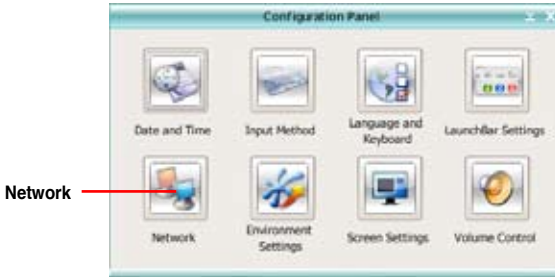 Configuration Panel
Date and Time
Input Method
Language and
Keyboard
LaunchBar Settings
Network
Network
Environment
Settings
Screen Settings
Volume Control